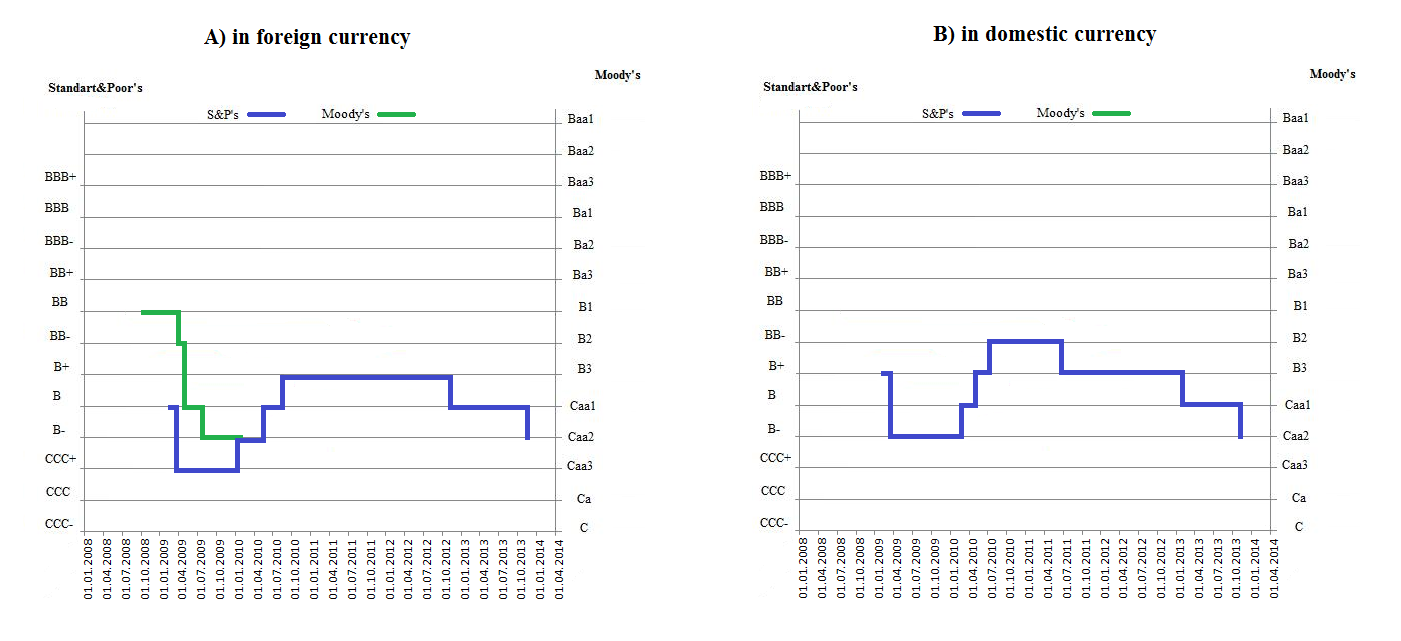 A) in foreign currency
Standart&Poor's
Moody's
S&P's
Moody's
BBB+
BBB
BBB-
BB+
BB
BB-
B+
B
B-
CCC+
CCC
CCC-
Baa1
Baa2
Baa3
Ba1
Ba2
Ba3
B1
B2
B3
Caa1
Caa2
Caa3
Ca
C
01.01.2008
01.04.2008
01.07.2008
01.10.2008
01.01.2009
01.04.2009
01.07.2009
01.10.2009
01.01.2010
01.04.2010
01.07.2010
01.10.2010
01.01.2011
01.04.2011
01.07.2011
01.10.2011
01.01.2012
01.04.2012
01.07.2012
01.10.2012
01.01.2013
01.04.2013
01.07.2013
01.10.2013
01.01.2014
01.04.2014
B) in domestic currency
Standart&Poor's
Moody's
S&P's
Moody's
BBB+
BBB
BBB-
BB+
BB
BB-
B+
B
B-
CCC+
CCC
CCC-
Baa1
Baa2
Baa3
Ba1
Ba2
Ba3
B1
B2
B3
Caa1
Caa2
Caa3
Ca
C
01.01.2008
01.04.2008
01.07.2008
01.10.2008
01.01.2009
01.04.2009
01.07.2009
01.10.2009
01.01.2010
01.04.2010
01.07.2010
01.10.2010
01.01.2011
01.04.2011
01.07.2011
01.10.2011
01.01.2012
01.04.2012
01.07.2012
01.10.2012
01.01.2013
01.04.2013
01.07.2013
01.10.2013
01.01.2014
01.04.2014